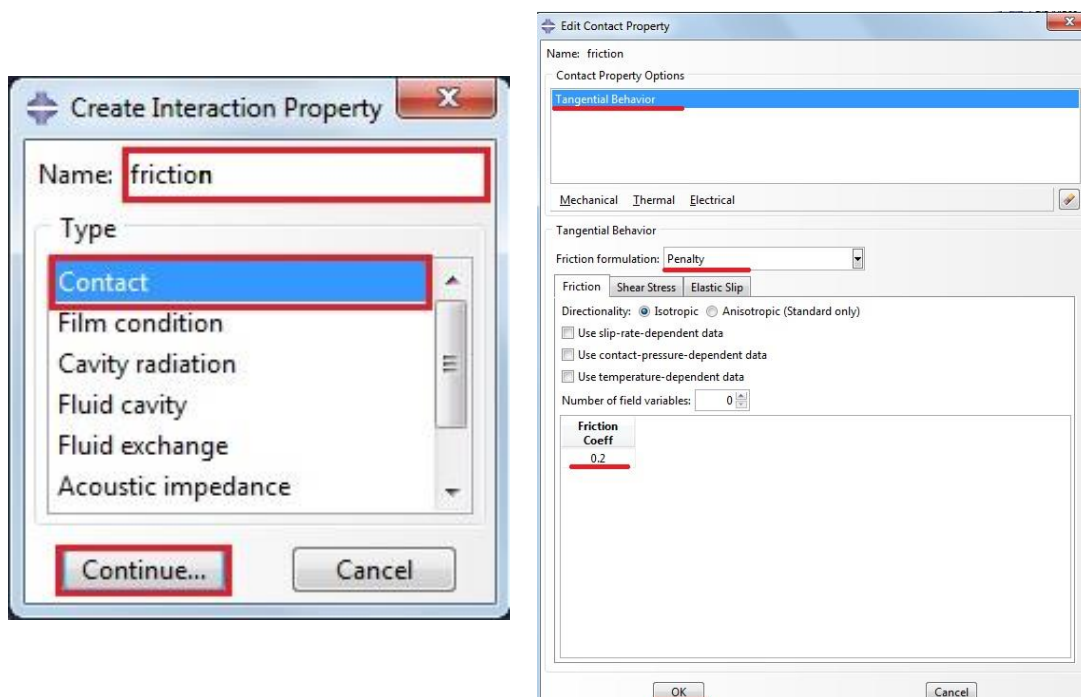 Create Interaction Property
X
Name: friction
Type
Contact
Film condition
Cavity radiation
Fluid cavity
Fluid exchange
Acoustic impedance
Continue... Cancel
Edit Contact Property
X
Name: friction
Contact Property Options
Tangential Behavior
Mechanical Thermal Electrical
Tangential Behavior
Friction formulation: Penalty
Friction Shear Stress Elastic Slip
Directionality: Isotropic Anisotropic (Standard only)
Use slip-rate-dependent data
Use contact-pressure-dependent data
Use temperature-dependent data
Number of field variables: 0
Friction
Coeff
0.2
OK Cancel